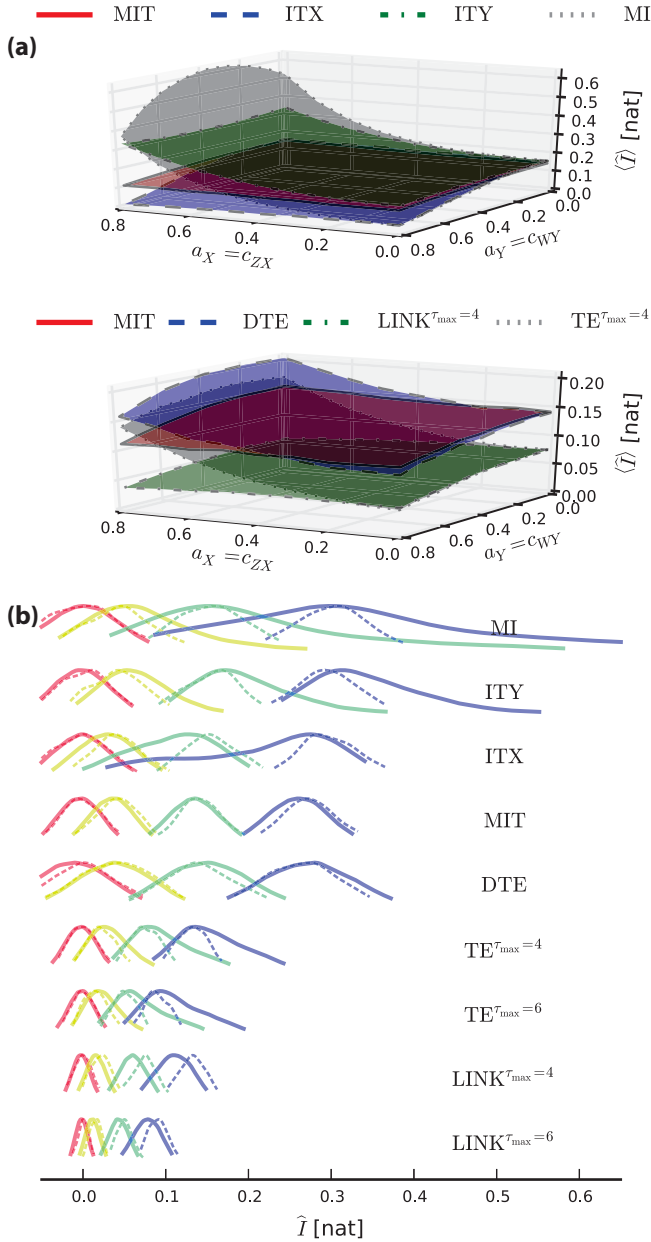 MIT ITX ITY MI
(a)
0.6
0.5
0.4
0.3
0.2
0.1
0.0
⟨Î⟩ [nat]
0.8 0.6 0.4 0.2 0.0
a_X = c_ZX
0.8 0.6 0.4 0.2 0.0
a_Y = c_WY
MIT DTE LINK^τmax=4 TE^τmax=4
0.20
0.15
0.10
0.05
0.00
⟨Î⟩ [nat]
0.8 0.6 0.4 0.2 0.0
a_X = c_ZX
0.8 0.6 0.4 0.2 0.0
a_Y = c_WY
(b)
MI
ITY
ITX
MIT
DTE
TE^τmax=4
TE^τmax=6
LINK^τmax=4
LINK^τmax=6
0.0 0.1 0.2 0.3 0.4 0.5 0.6
Î [nat]